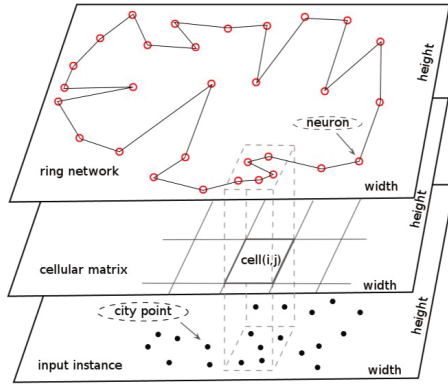 height
neuron
ring network
width
height
cell(i,j)
cellular matrix
width
height
city point
input instance
width